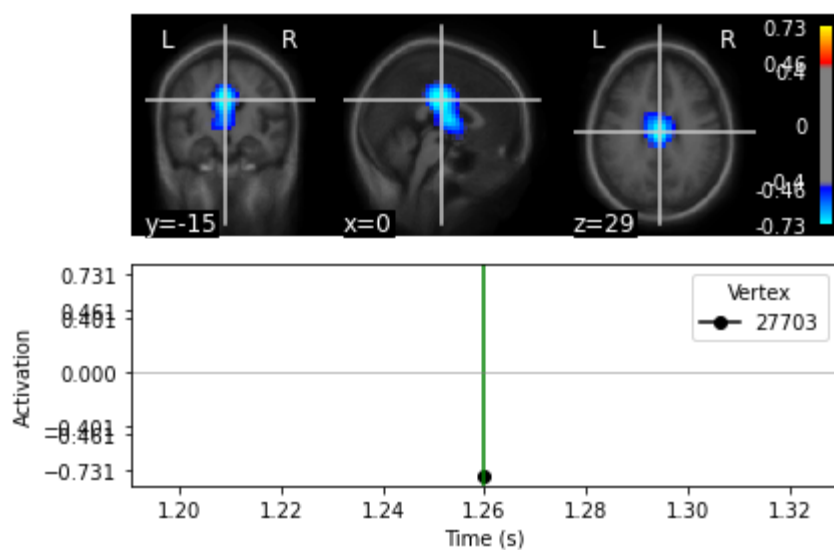 L R
L R
0.73
0.46
0.4
0
-0.4
-0.46
-0.73
y=-15
x=0
z=29
Activation
0.731
0.461
0.401
0.000
−0.401
−0.461
−0.731
Vertex
27703
1.20 1.22 1.24 1.26 1.28 1.30 1.32
Time (s)